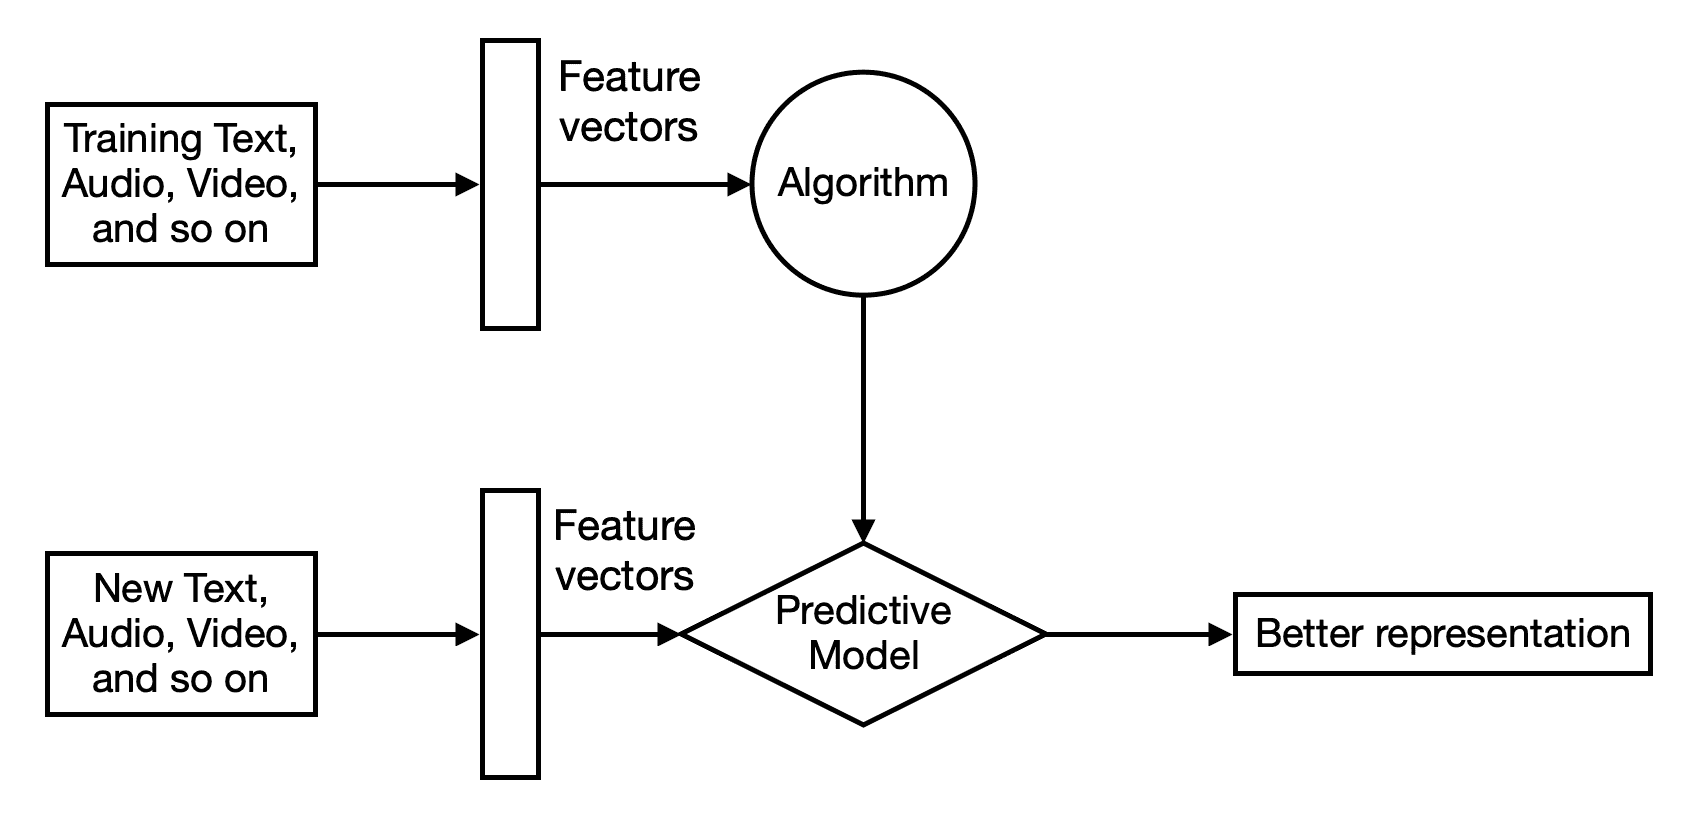 Training Text,
Audio, Video,
and so on
Feature
vectors
Algorithm
New Text,
Audio, Video,
and so on
Feature
vectors
Predictive
Model
Better representation